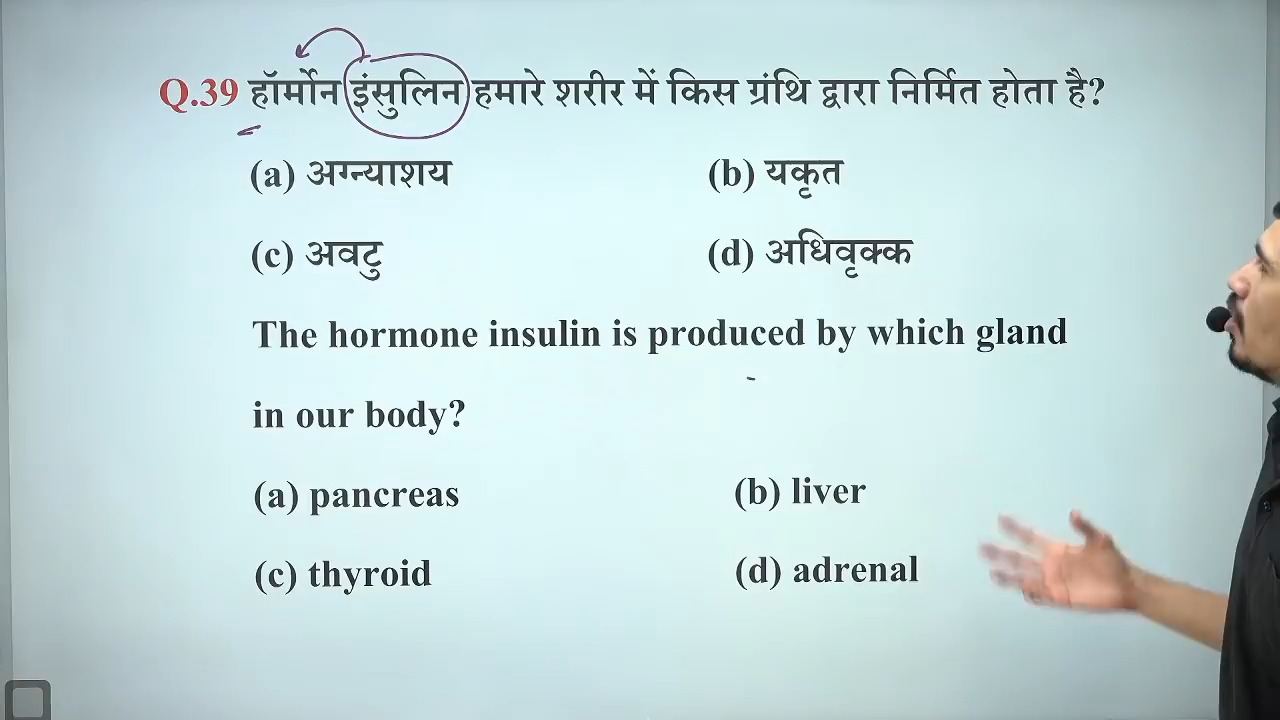 Q.39 हॉर्मोन इंसुलिन हमारे शरीर में किस ग्रंथि द्वारा निर्मित होता है?
(a) अग्न्याशय (b) यकृत
(c) अवटु (d) अधिवृक्क
The hormone insulin is produced by which gland
in our body?
(a) pancreas (b) liver
(c) thyroid (d) adrenal